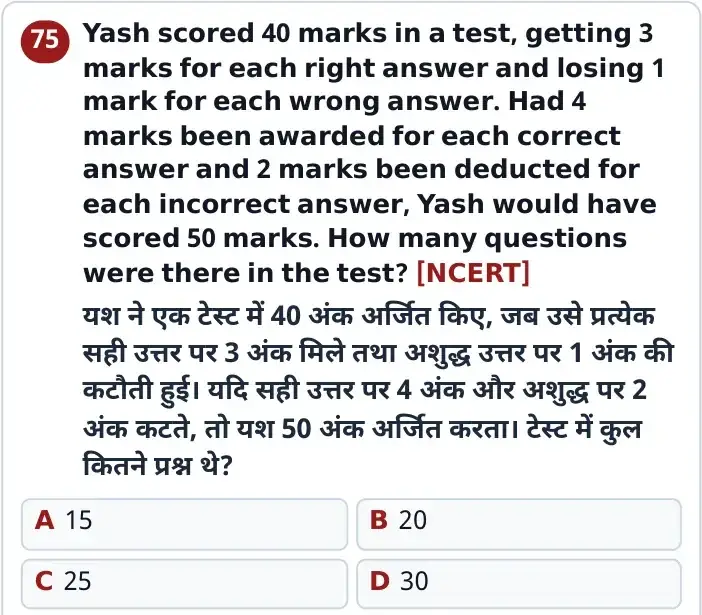 75 Yash scored 40 marks in a test, getting 3
marks for each right answer and losing 1
mark for each wrong answer. Had 4
marks been awarded for each correct
answer and 2 marks been deducted for
each incorrect answer, Yash would have
scored 50 marks. How many questions
were there in the test? [NCERT]
यश ने एक टेस्ट में 40 अंक अर्जित किए, जब उसे प्रत्येक
सही उत्तर पर 3 अंक मिले तथा अशुद्ध उत्तर पर 1 अंक की
कटौती हुई। यदि सही उत्तर पर 4 अंक और अशुद्ध पर 2
अंक कटते, तो यश 50 अंक अर्जित करता। टेस्ट में कुल
कितने प्रश्न थे?
A 15
B 20
C 25
D 30